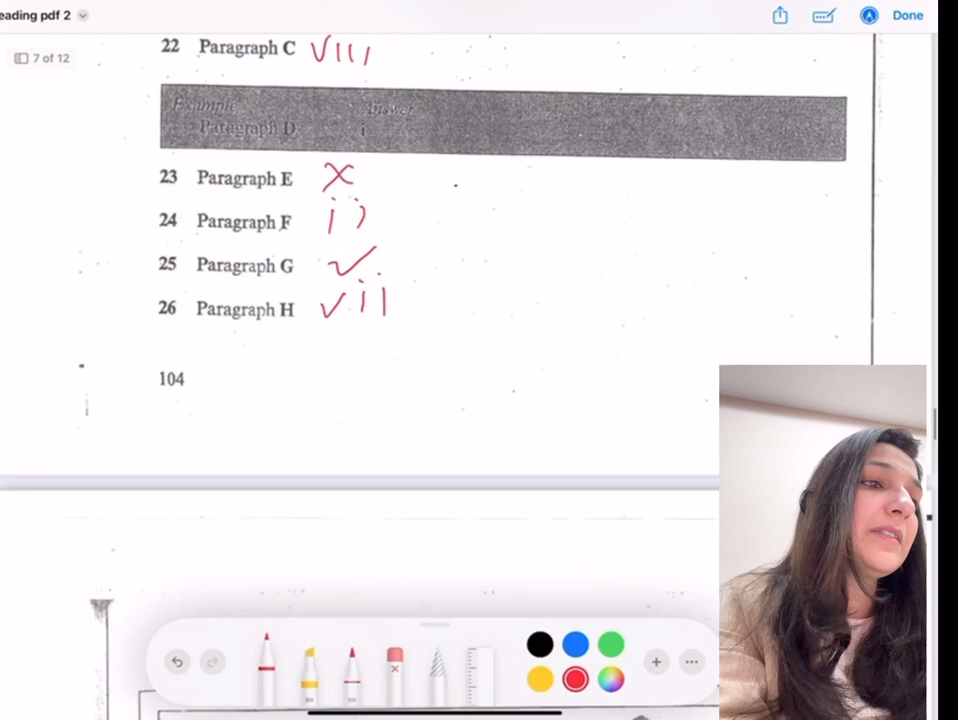 eading pdf 2
Done
7 of 12
22 Paragraph C viii
Example Answer
Paragraph D i
23 Paragraph E x
24 Paragraph F ii
25 Paragraph G v
26 Paragraph H vii
104